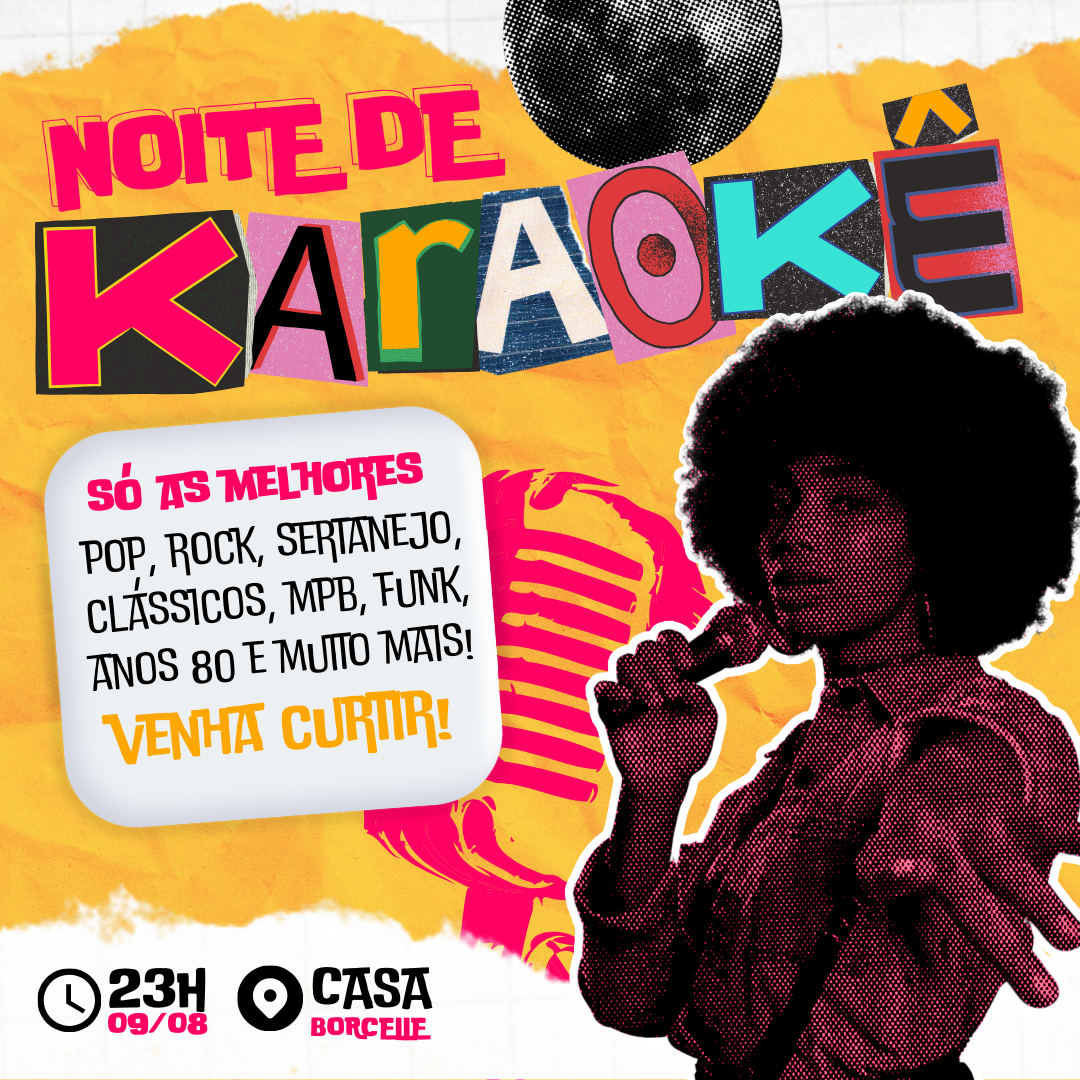 NOITE DE
KArAOKÊ
SÓ AS MELHORES
POP, ROCK, SERTANEJO,
CLÁSSICOS, MPB, FUNK,
ANOS 80 E MUITO MAIS!
VENHA CURTIR!
23H
09/08
CASA
BORCELLE